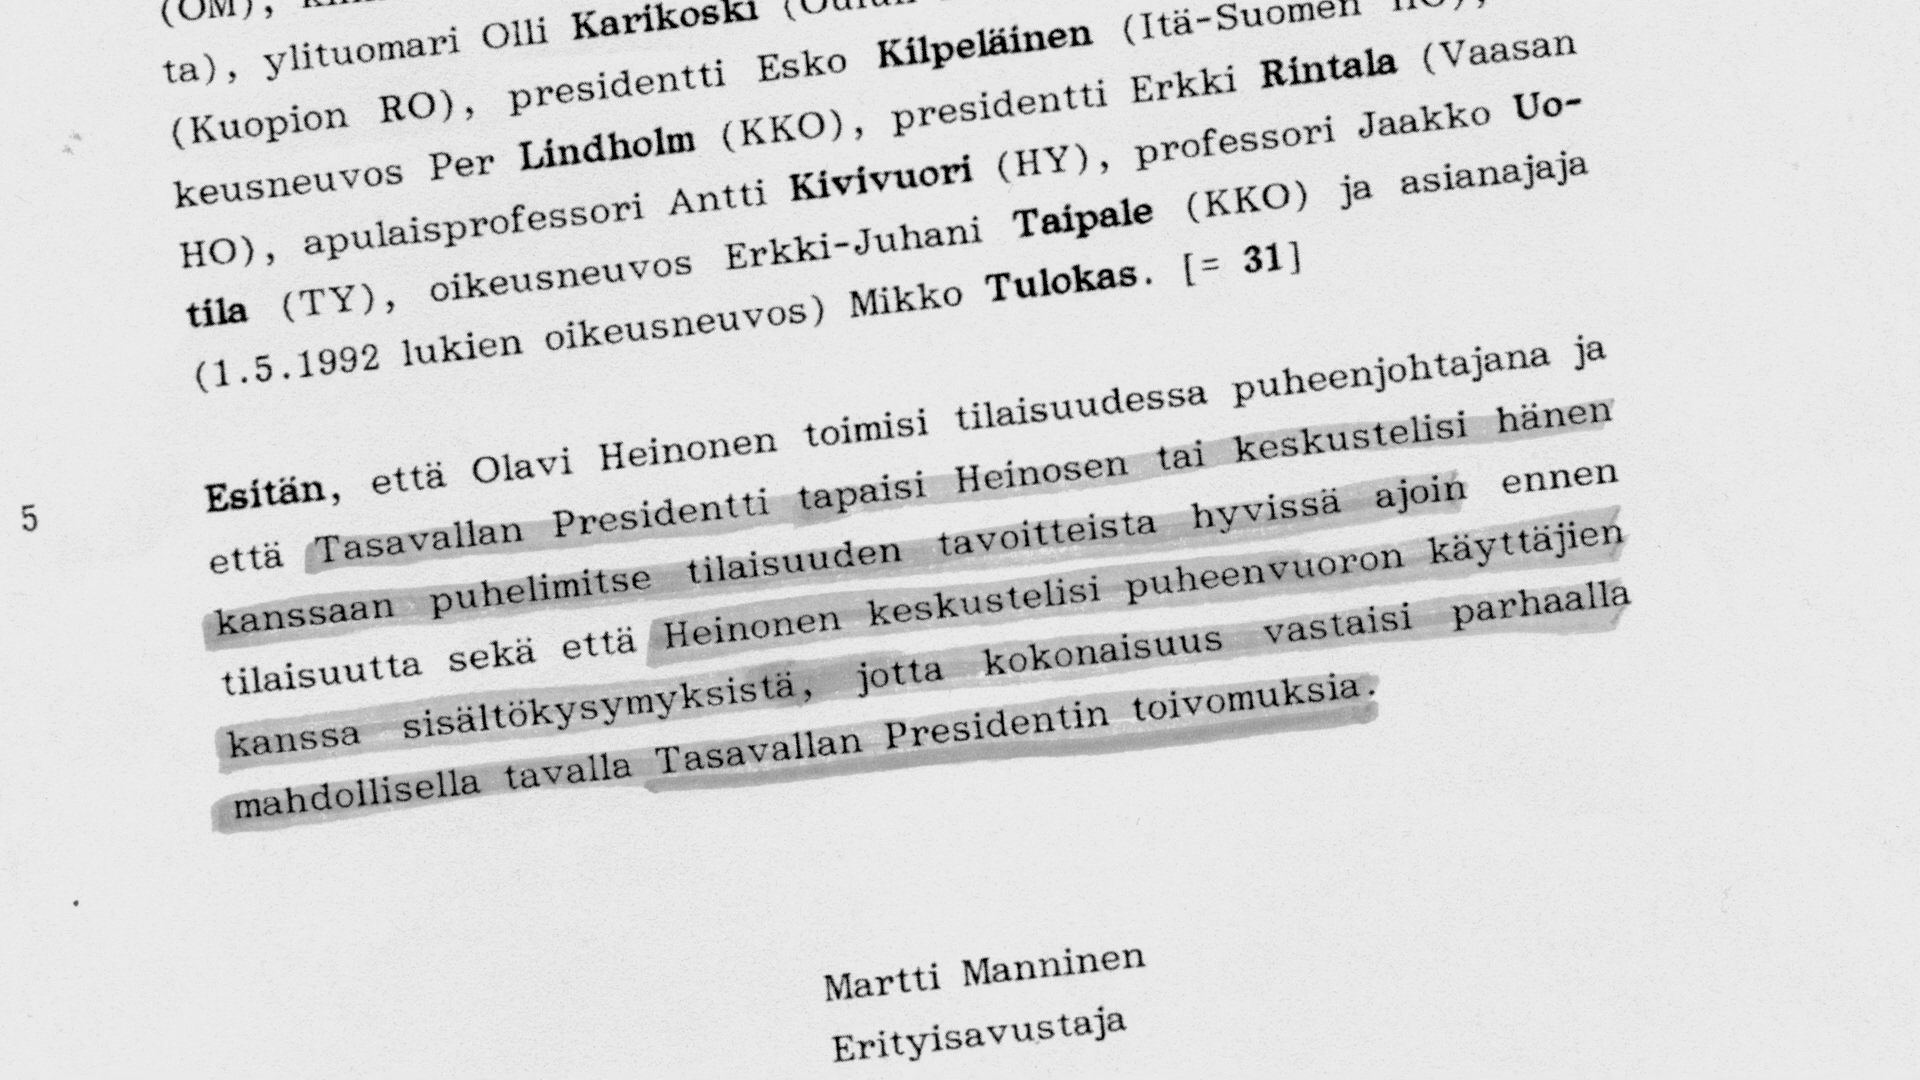 (OM),
ta), ylituomari Olli Karikoski (Oulun
(Kuopion RO), presidentti Esko Kilpeläinen (Itä-Suomen HO),
keusneuvos Per Lindholm (KKO), presidentti Erkki Rintala (Vaasan
HO), apulaisprofessori Antti Kivivuori (HY), professori Jaakko Uo-
tila (TY), oikeusneuvos Erkki-Juhani Taipale (KKO) ja asianajaja
(1.5.1992 lukien oikeusneuvos) Mikko Tulokas. [= 31]
5
Esitän, että Olavi Heinonen toimisi tilaisuudessa puheenjohtajana ja
että Tasavallan Presidentti tapaisi Heinosen tai keskustelisi hänen
kanssaan puhelimitse tilaisuuden tavoitteista hyvissä ajoin ennen
tilaisuutta sekä että Heinonen keskustelisi puheenvuoron käyttäjien
kanssa sisältökysymyksistä, jotta kokonaisuus vastaisi parhaalla
mahdollisella tavalla Tasavallan Presidentin toivomuksia.
Martti Manninen
Erityisavustaja